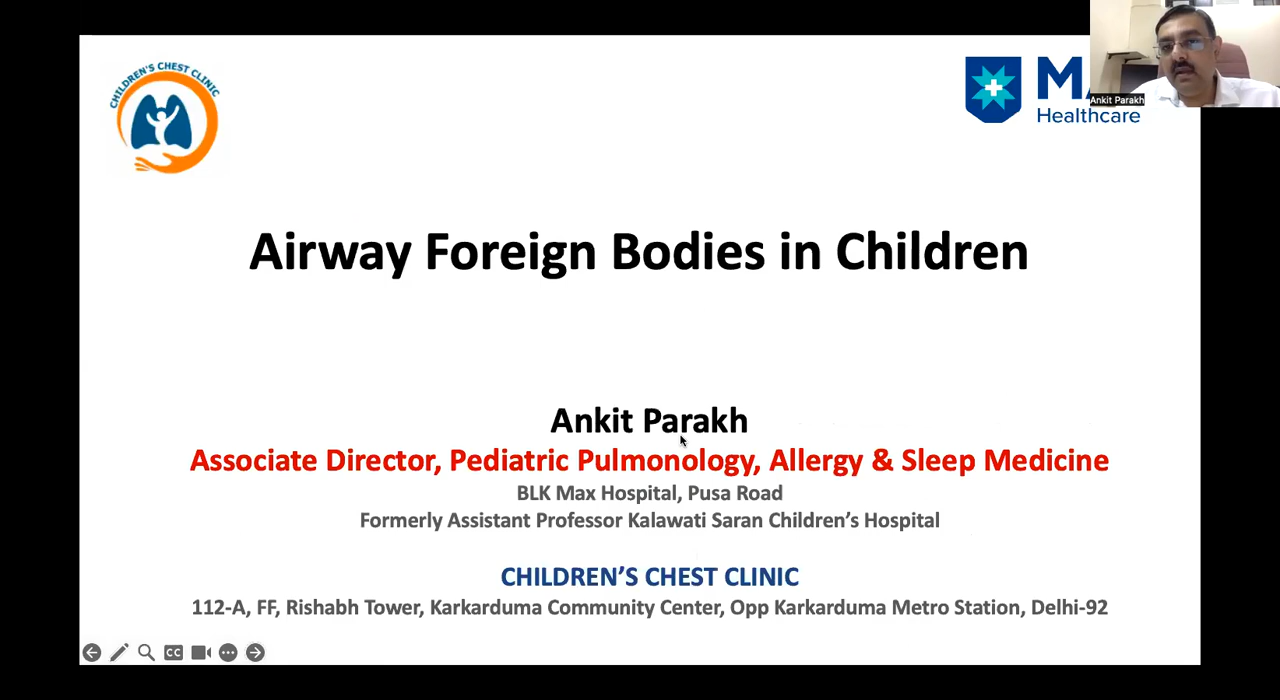 CHILDREN'S CHEST CLINIC
Healthcare
Ankit Parakh
Airway Foreign Bodies in Children
Ankit Parakh
Associate Director, Pediatric Pulmonology, Allergy & Sleep Medicine
BLK Max Hospital, Pusa Road
Formerly Assistant Professor Kalawati Saran Children’s Hospital
CHILDREN’S CHEST CLINIC
112-A, FF, Rishabh Tower, Karkarduma Community Center, Opp Karkarduma Metro Station, Delhi-92
CC